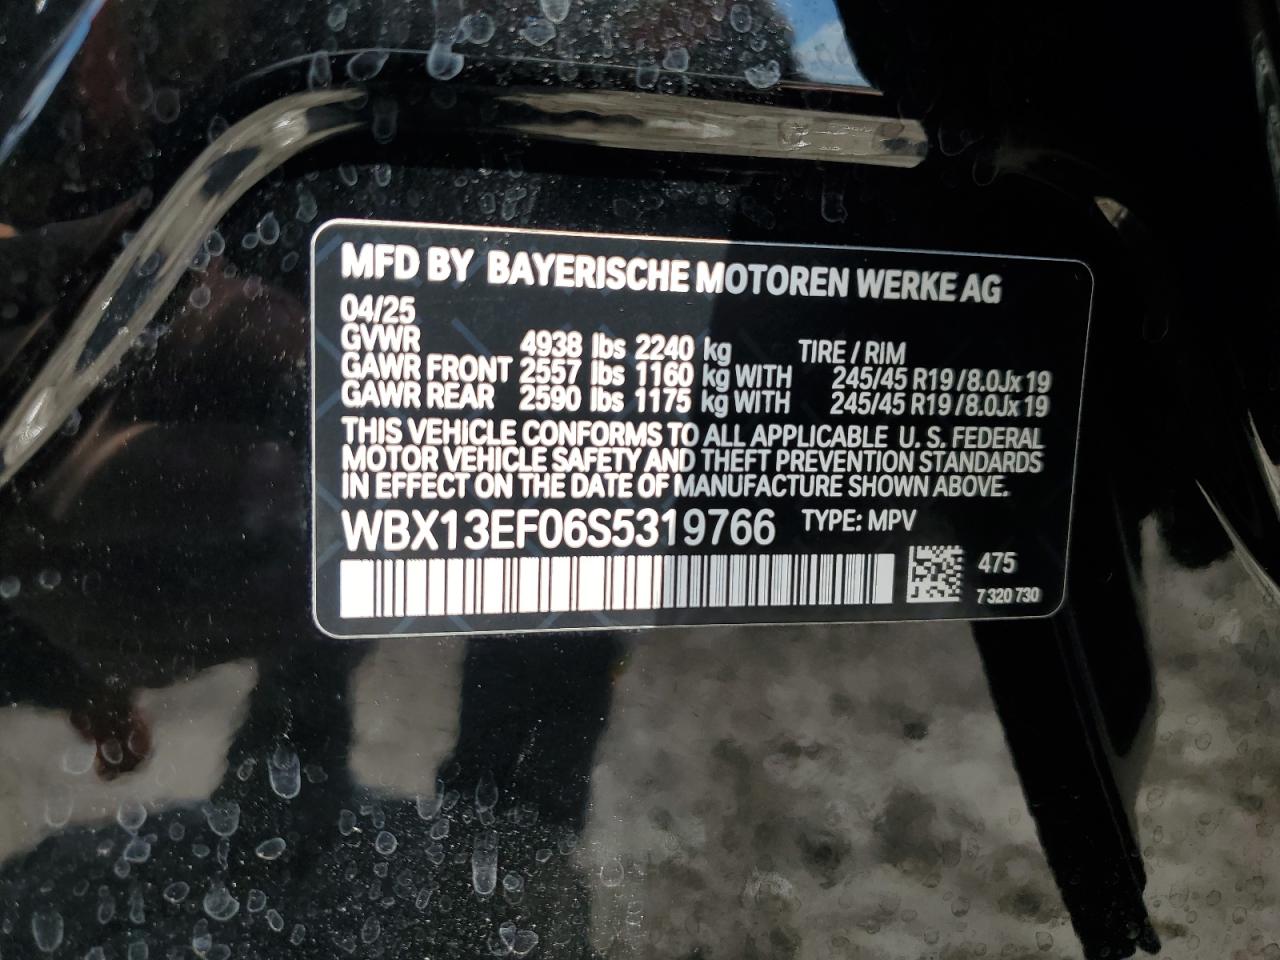 MFD BY BAYERISCHE MOTOREN WERKE AG
04/25
GVWR 4938 lbs 2240 kg TIRE / RIM
GAWR FRONT 2557 lbs 1160 kg WITH 245/45 R19/8.0Jx19
GAWR REAR 2590 lbs 1175 kg WITH 245/45 R19/8.0Jx19
THIS VEHICLE CONFORMS TO ALL APPLICABLE U.S. FEDERAL
MOTOR VEHICLE SAFETY AND THEFT PREVENTION STANDARDS
IN EFFECT ON THE DATE OF MANUFACTURE SHOWN ABOVE.
WBX13EF06S5319766 TYPE: MPV
475
7 320 730